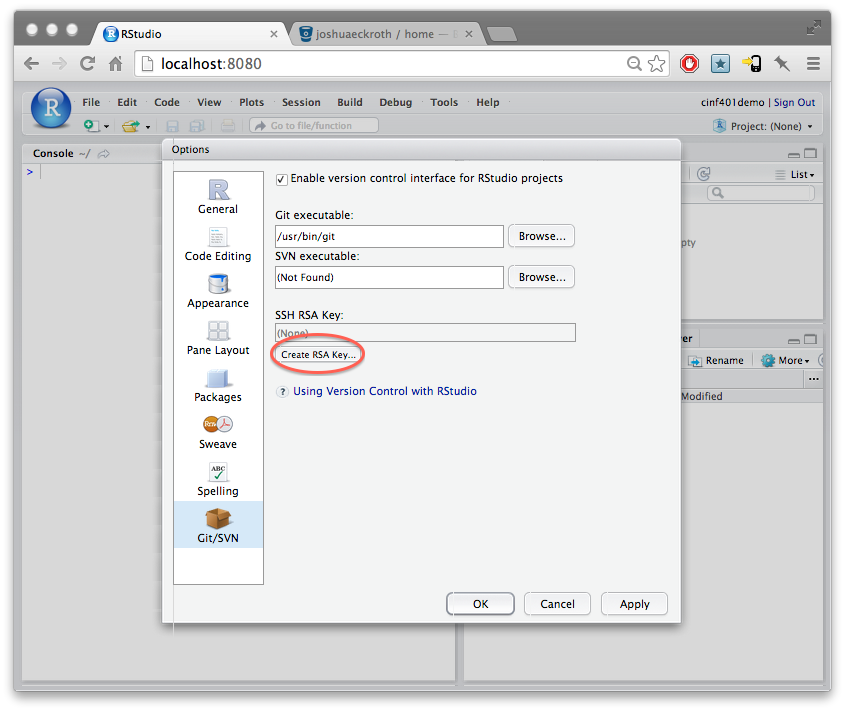 RStudio
joshuaeckroth / home —
localhost:8080
File Edit Code View Plots Session Build Debug Tools Help
cinf401demo | Sign Out
Go to file/function
Project: (None)
Console ~/
>
List
pty
er
Rename
More
...
Modified
Options
General
Code Editing
Appearance
Pane Layout
Packages
Sweave
ABC
Spelling
Git/SVN
Enable version control interface for RStudio projects
Git executable:
/usr/bin/git
Browse...
SVN executable:
(Not Found)
Browse...
SSH RSA Key:
(None)
Create RSA Key...
? Using Version Control with RStudio
OK
Cancel
Apply